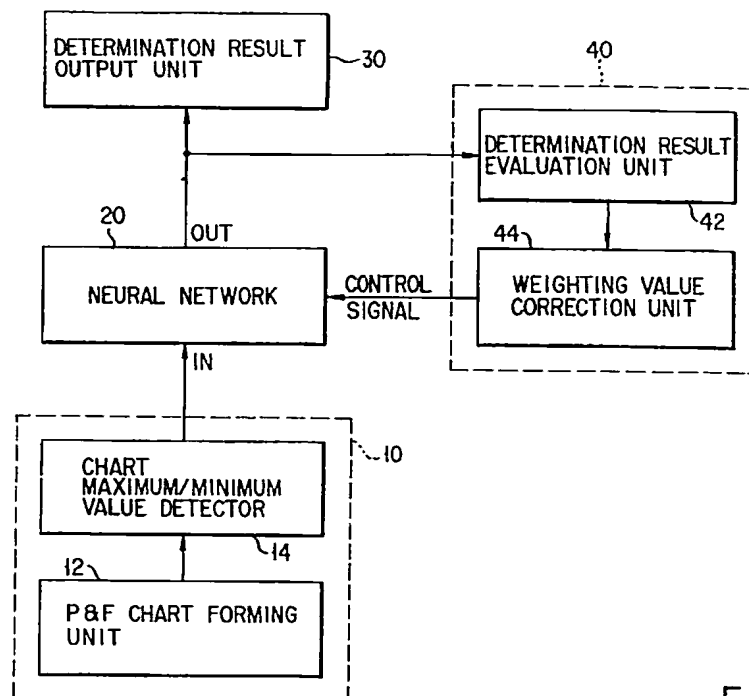 DETERMINATION RESULT
OUTPUT UNIT
30
40
DETERMINATION RESULT
EVALUATION UNIT
42
20
OUT
NEURAL NETWORK
CONTROL
SIGNAL
44
WEIGHTING VALUE
CORRECTION UNIT
IN
10
CHART
MAXIMUM/MINIMUM
VALUE DETECTOR
14
12
P&F CHART FORMING
UNIT